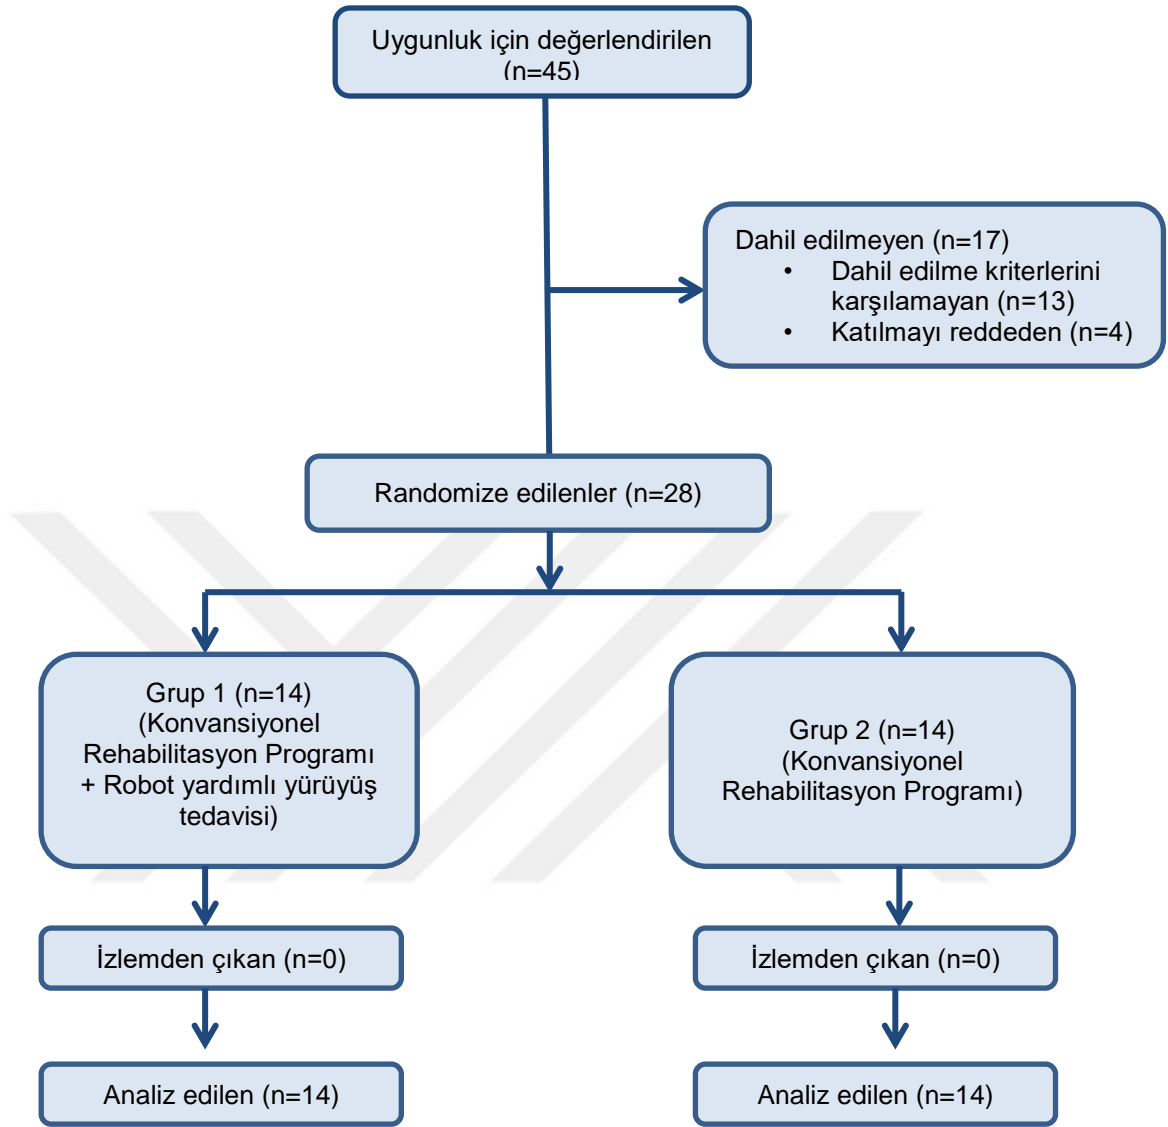 Uygunluk için değerlendirilen
(n=45)
Dahil edilmeyen (n=17)
• Dahil edilme kriterlerini
karşılamayan (n=13)
• Katılmayı reddeden (n=4)
Randomize edilenler (n=28)
Grup 1 (n=14)
(Konvansiyonel
Rehabilitasyon Programı
+ Robot yardımlı yürüyüş
tedavisi)
Grup 2 (n=14)
(Konvansiyonel
Rehabilitasyon Programı)
İzlemden çıkan (n=0)
İzlemden çıkan (n=0)
Analiz edilen (n=14)
Analiz edilen (n=14)